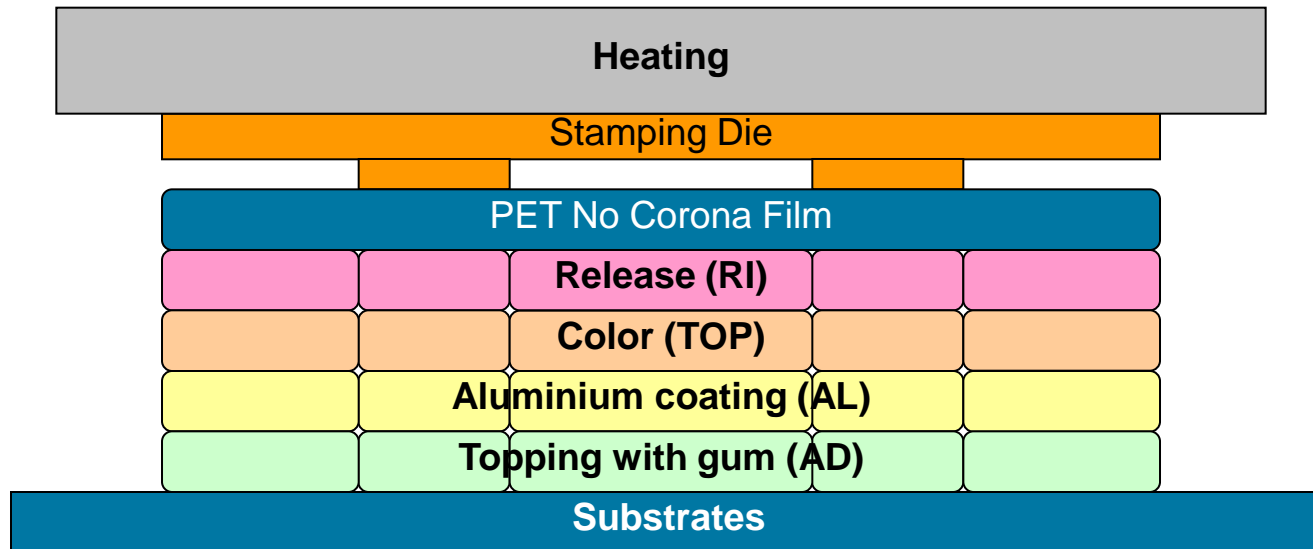 Heating
Stamping Die
PET No Corona Film
Release (RI)
Color (TOP)
Aluminium coating (AL)
Topping with gum (AD)
Substrates